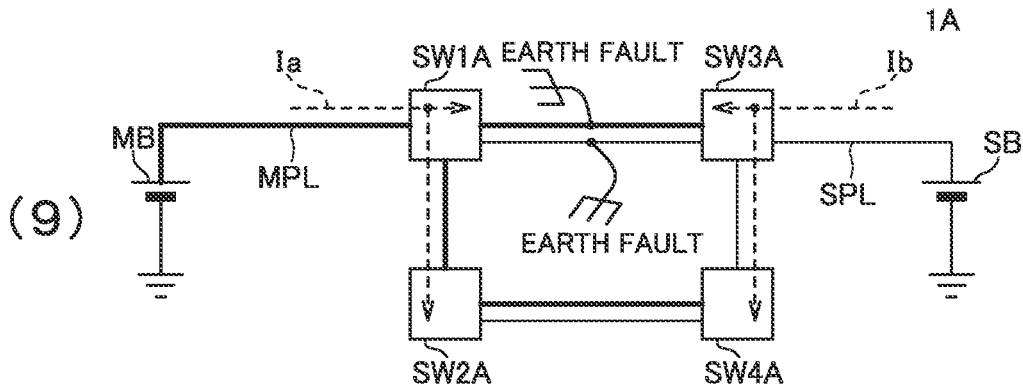 1A
Ia
SW1A
EARTH FAULT
SW3A
Ib
MB
MPL
SPL
SB
(9)
EARTH FAULT
SW2A
SW4A